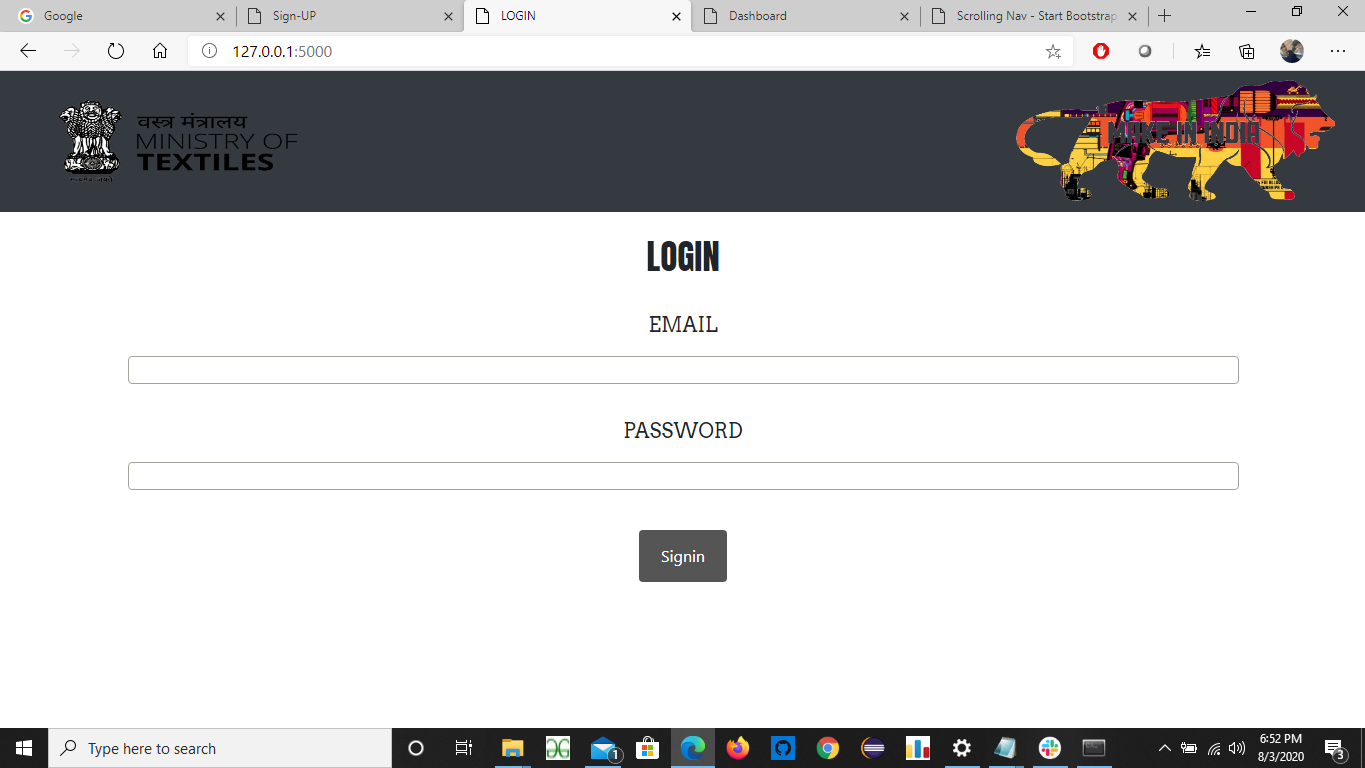 Google
Sign-UP
LOGIN
Dashboard
Scrolling Nav - Start Bootstrap
127.0.0.1:5000
वस्त्र मंत्रालय
MINISTRY OF
TEXTILES
MAKE IN INDIA
LOGIN
EMAIL
PASSWORD
Signin
Type here to search
1
6:52 PM
8/3/2020
3